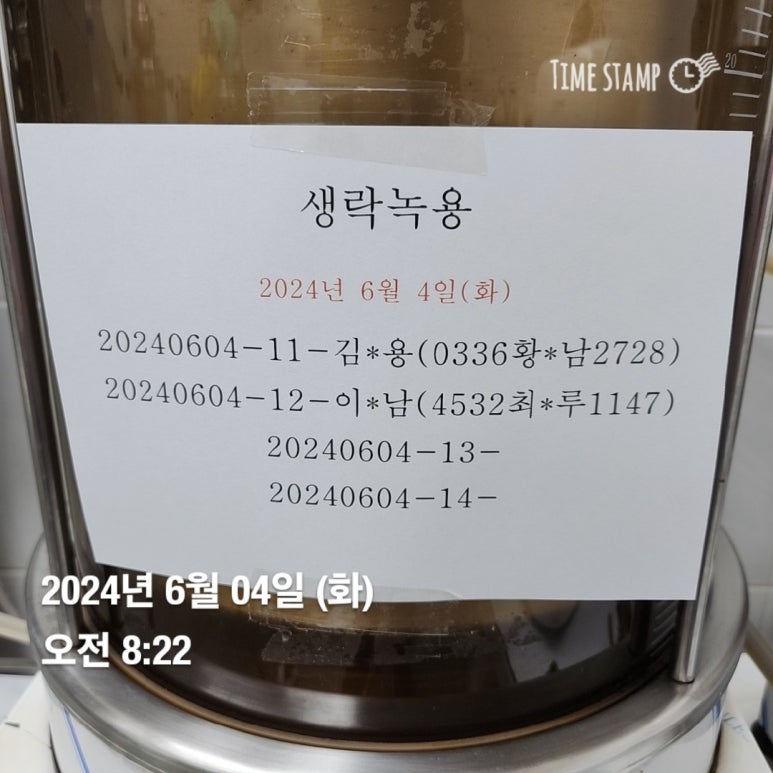 TIME STAMP
20
생락녹용
2024년 6월 4일(화)
20240604-11-김*용(0336황*남2728)
20240604-12-이*남(4532최*루1147)
20240604-13-
20240604-14-
2024년 6월 04일 (화)
오전 8:22